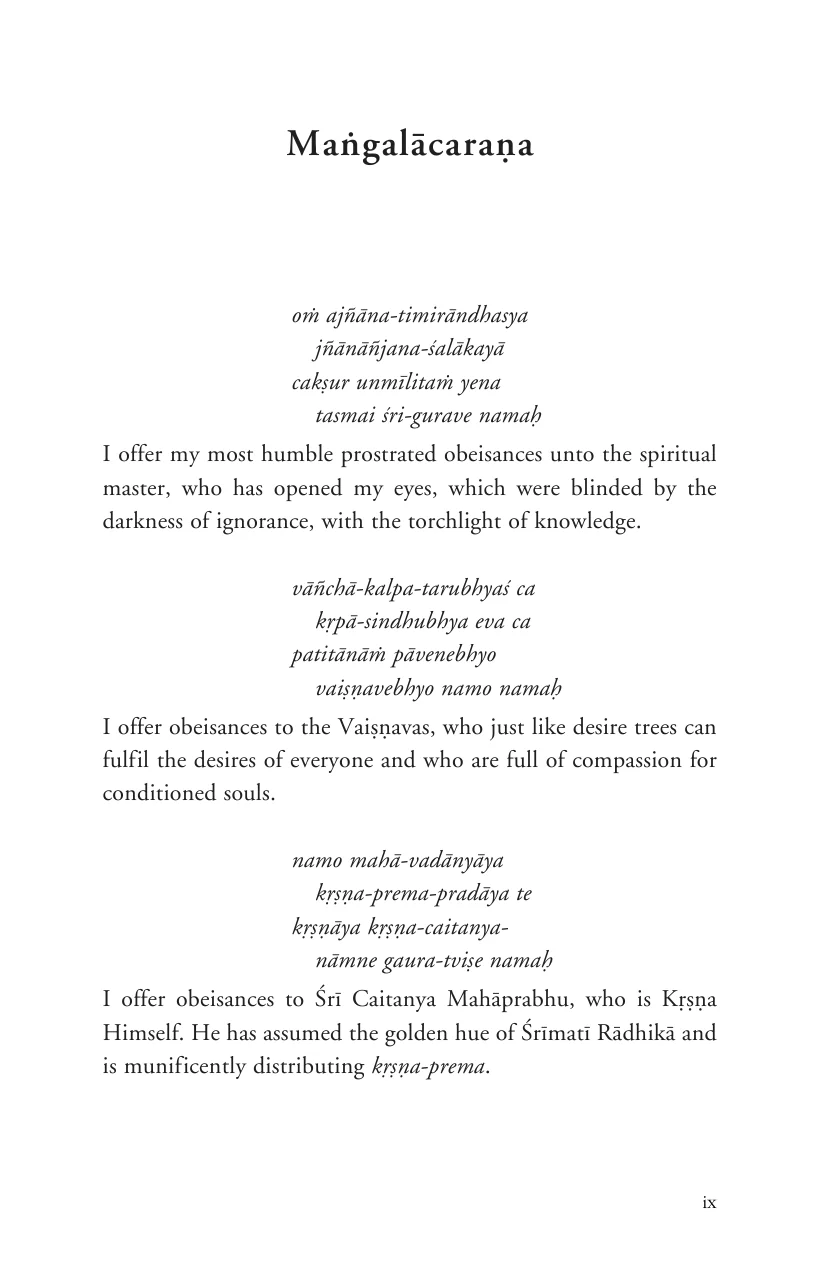 Maṅgalācaraṇa
oṁ ajñāna-timirāndhasya
jñānāñjana-śalākayā
cakṣur unmīlitaṁ yena
tasmai śri-gurave namaḥ
I offer my most humble prostrated obeisances unto the spiritual
master, who has opened my eyes, which were blinded by the
darkness of ignorance, with the torchlight of knowledge.
vāñchā-kalpa-tarubhyaś ca
kṛpā-sindhubhya eva ca
patitānāṁ pāvenebhyo
vaiṣṇavebhyo namo namaḥ
I offer obeisances to the Vaiṣṇavas, who just like desire trees can
fulfil the desires of everyone and who are full of compassion for
conditioned souls.
namo mahā-vadānyāya
kṛṣṇa-prema-pradāya te
kṛṣṇāya kṛṣṇa-caitanya-
nāmne gaura-tviṣe namaḥ
I offer obeisances to Śrī Caitanya Mahāprabhu, who is Kṛṣṇa
Himself. He has assumed the golden hue of Śrīmatī Rādhikā and
is munificently distributing kṛṣṇa-prema.
ix